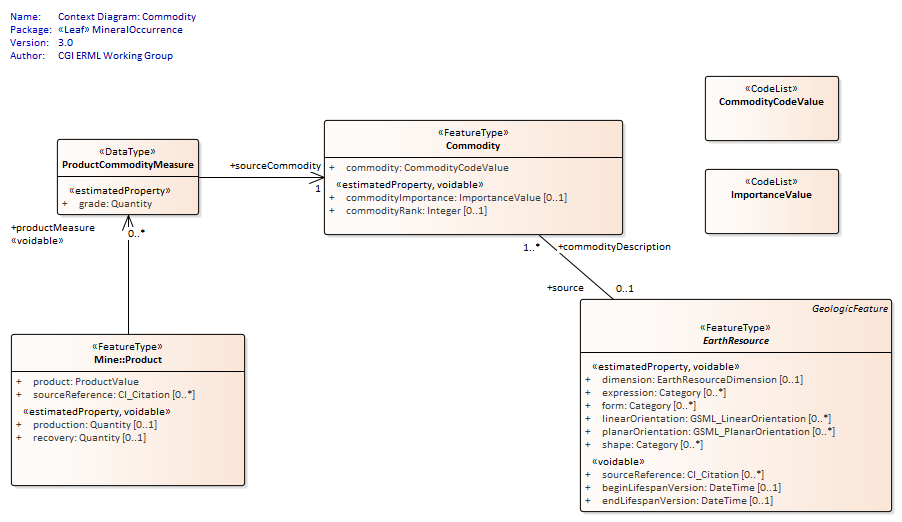 Name: Context Diagram: Commodity
Package: «Leaf» MineralOccurrence
Version: 3.0
Author: CGI ERML Working Group
«CodeList»
CommodityCodeValue
«CodeList»
ImportanceValue
«DataType»
ProductCommodityMeasure
«estimatedProperty»
+ grade: Quantity
+sourceCommodity
1
«FeatureType»
Commodity
+ commodity: CommodityCodeValue
«estimatedProperty, voidable»
+ commodityImportance: ImportanceValue [0..1]
+ commodityRank: Integer [0..1]
+productMeasure
«voidable»
0..*
1..*
+commodityDescription
+source
0..1
«FeatureType»
Mine::Product
+ product: ProductValue
+ sourceReference: CI_Citation [0..*]
«estimatedProperty, voidable»
+ production: Quantity [0..1]
+ recovery: Quantity [0..1]
GeologicFeature
«FeatureType»
EarthResource
«estimatedProperty, voidable»
+ dimension: EarthResourceDimension [0..1]
+ expression: Category [0..*]
+ form: Category [0..*]
+ linearOrientation: GSML_LinearOrientation [0..*]
+ planarOrientation: GSML_PlanarOrientation [0..*]
+ shape: Category [0..*]
«voidable»
+ sourceReference: CI_Citation [0..*]
+ beginLifespanVersion: DateTime [0..1]
+ endLifespanVersion: DateTime [0..1]